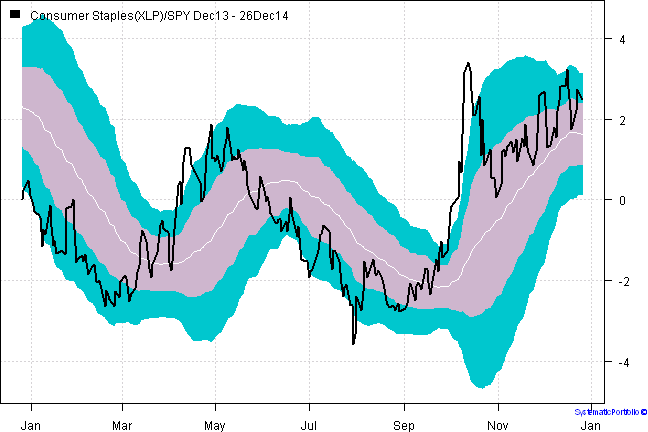 Consumer Staples(XLP)/SPY Dec13 - 26Dec14
4
2
0
-2
-4
SystematicPortfolio ©
Jan Mar May Jul Sep Nov Jan